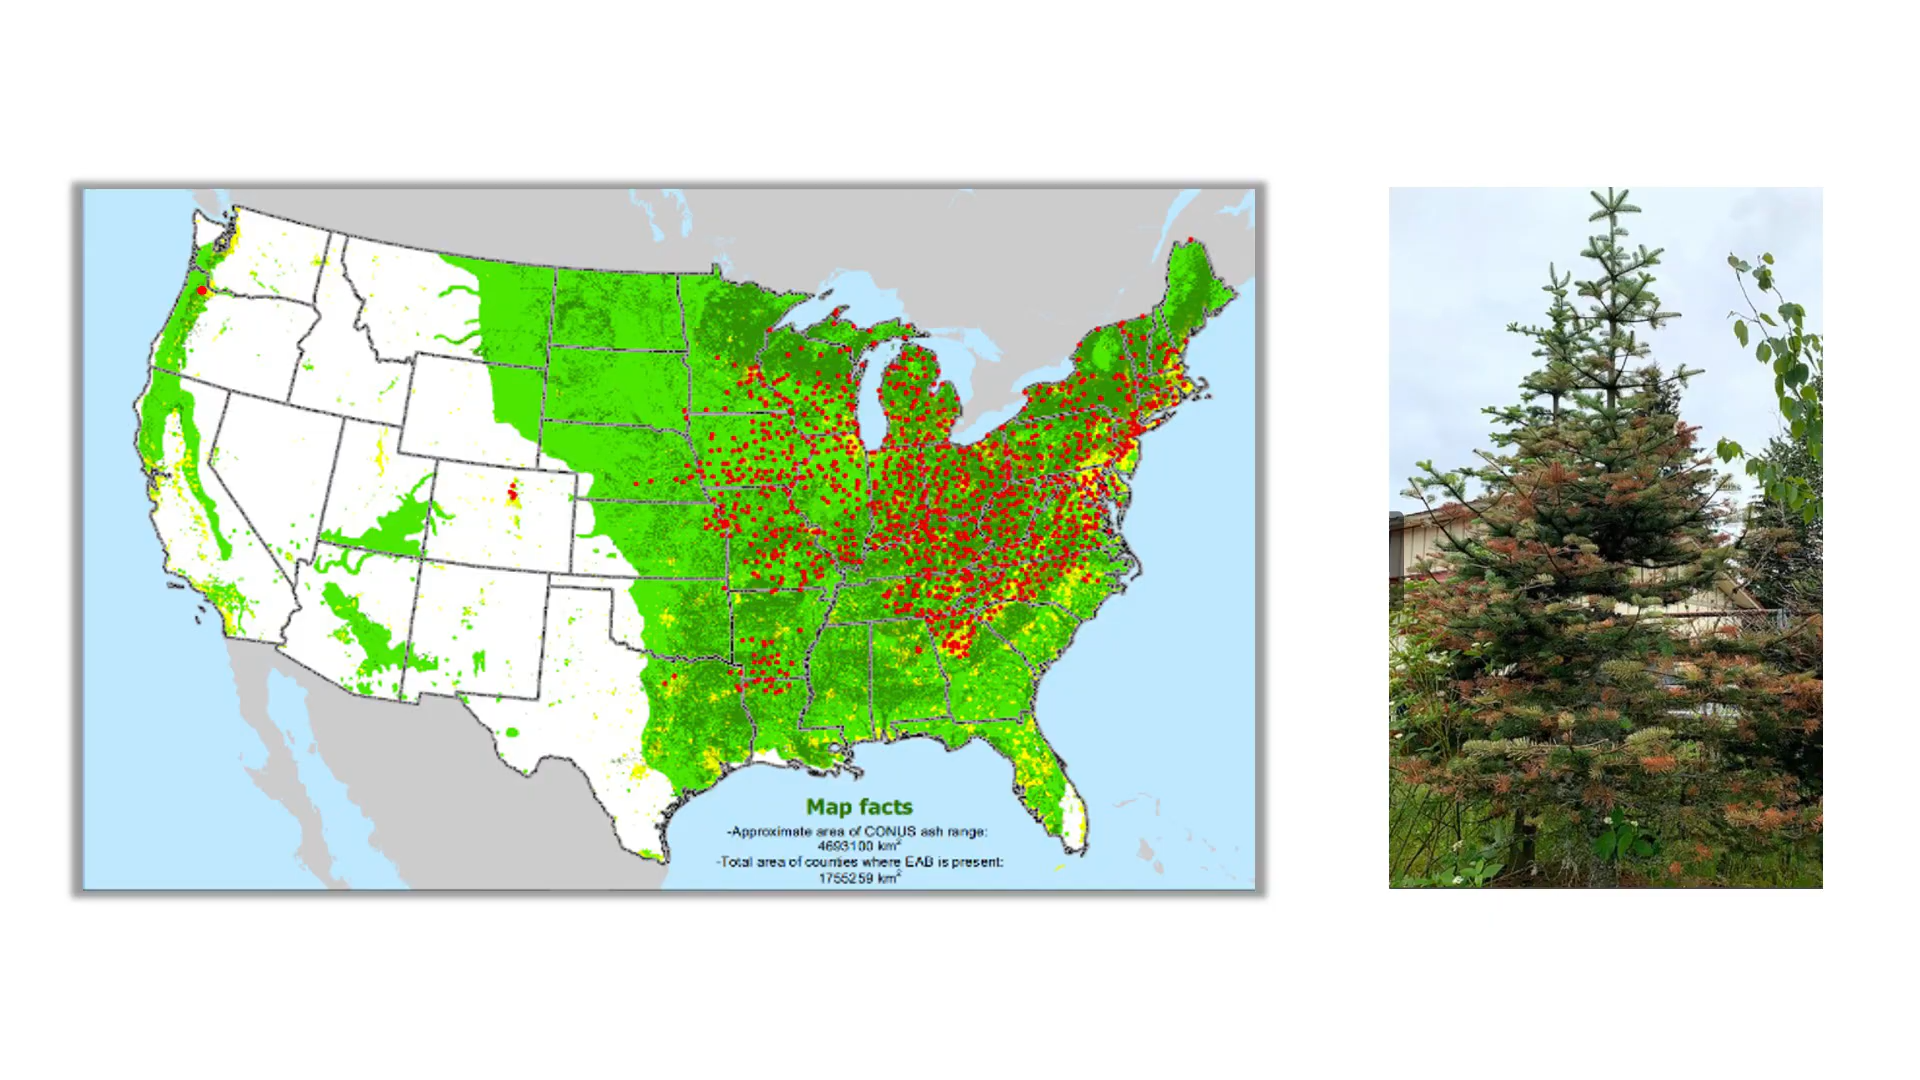 Map facts
-Approximate area of CONUS ash range:
4693100 km²
-Total area of counties where EAB is present:
1755259 km²